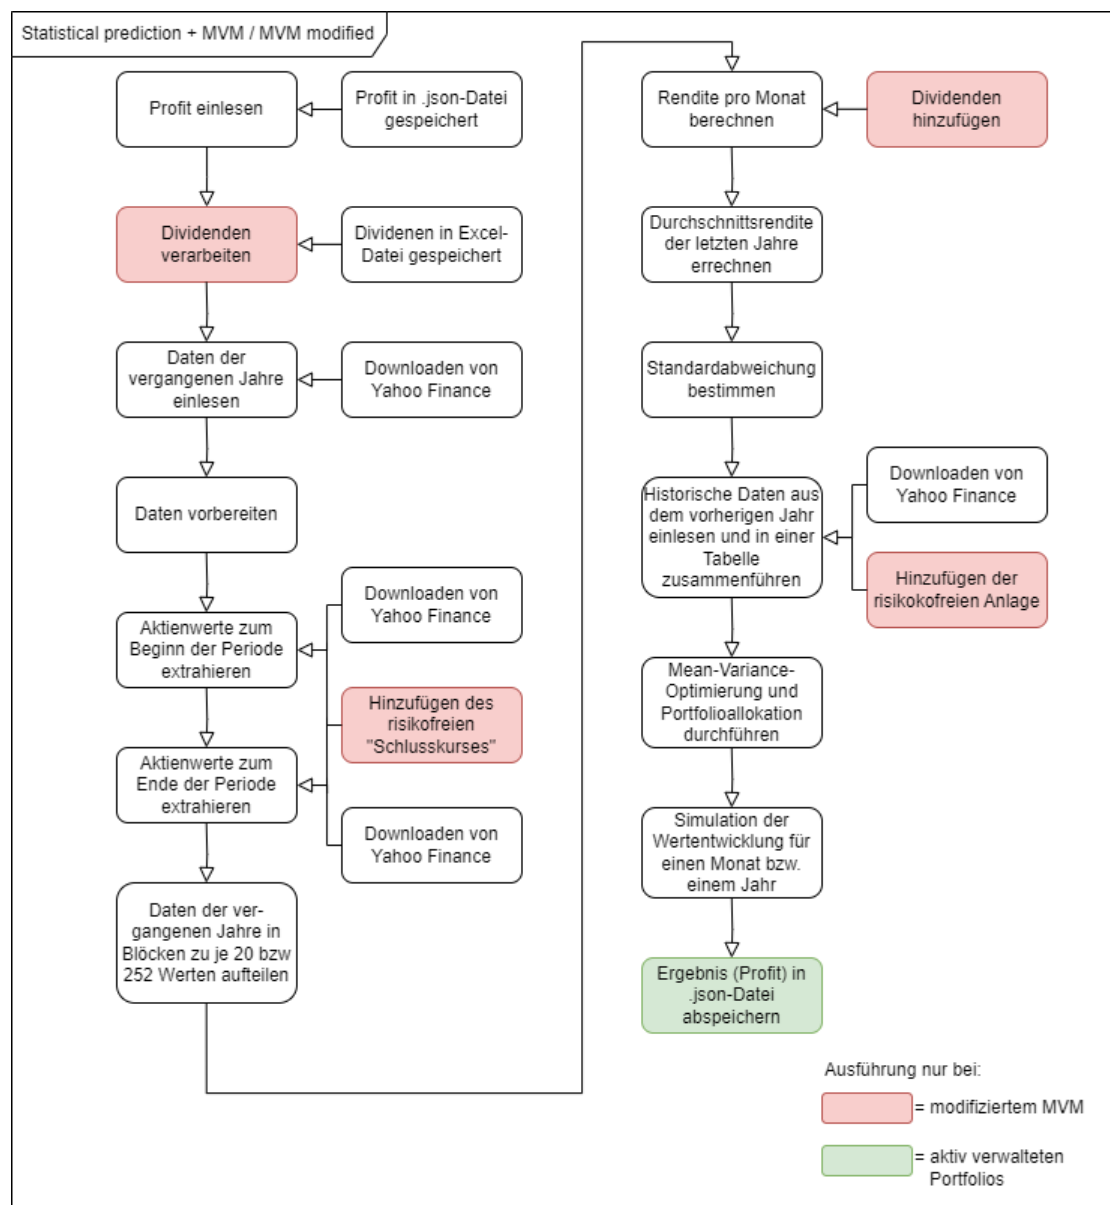 Statistical prediction + MVM / MVM modified
Profit einlesen
Profit in .json-Datei
gespeichert
Dividenden
verarbeiten
Dividenen in Excel-
Datei gespeichert
Daten der
vergangenen Jahre
einlesen
Downloaden von
Yahoo Finance
Daten vorbereiten
Aktienwerte zum
Beginn der Periode
extrahieren
Downloaden von
Yahoo Finance
Hinzufügen des
risikofreien
"Schlusskurses"
Aktienwerte zum
Ende der Periode
extrahieren
Downloaden von
Yahoo Finance
Daten der ver-
gangenen Jahre in
Blöcken zu je 20 bzw
252 Werten aufteilen
Rendite pro Monat
berechnen
Dividenden
hinzufügen
Durchschnittsrendite
der letzten Jahre
errechnen
Standardabweichung
bestimmen
Historische Daten aus
dem vorherigen Jahr
einlesen und in einer
Tabelle
zusammenführen
Downloaden von
Yahoo Finance
Hinzufügen der
risikokofreien Anlage
Mean-Variance-
Optimierung und
Portfolioallokation
durchführen
Simulation der
Wertentwicklung für
einen Monat bzw.
einem Jahr
Ergebnis (Profit) in
.json-Datei
abspeichern
Ausführung nur bei:
= modifiziertem MVM
= aktiv verwalteten
Portfolios